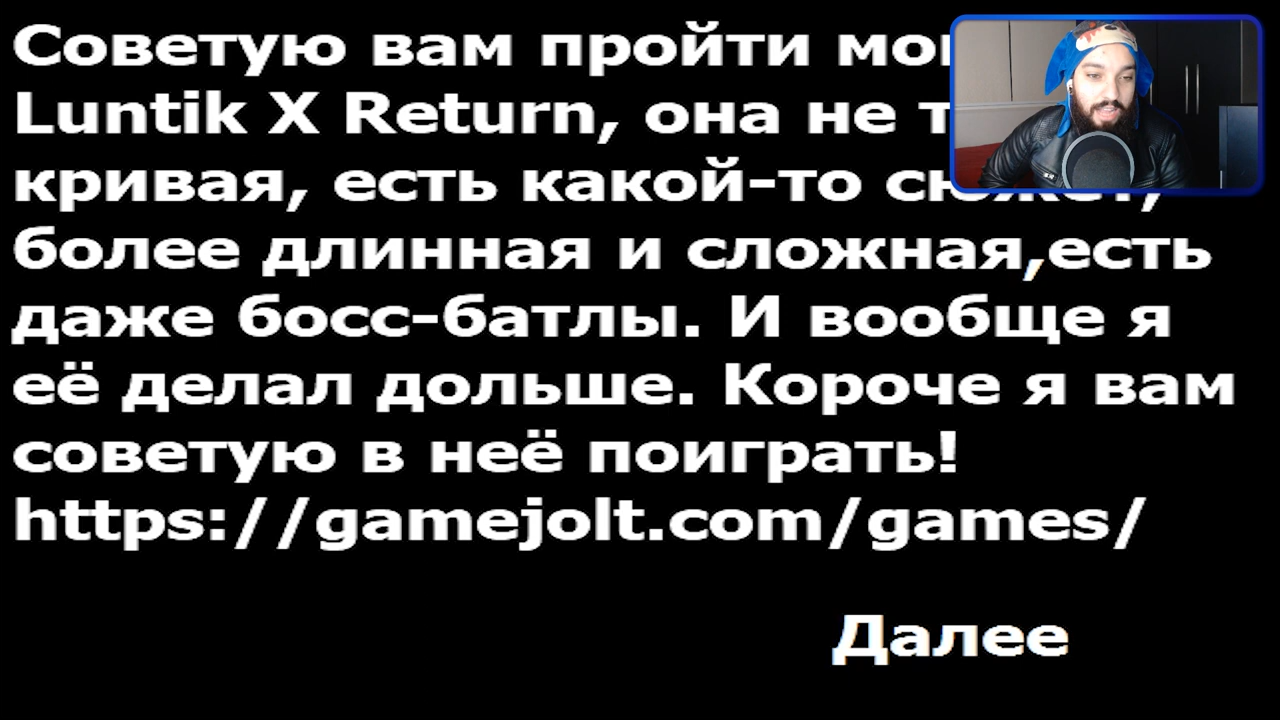 Советую вам пройти
Luntik X Return, она не
кривая, есть какой-то сюжет,
более длинная и сложная,есть
даже босс-батлы. И вообще я
её делал дольше. Короче я вам
советую в неё поиграть!
https://gamejolt.com/games/
Далее